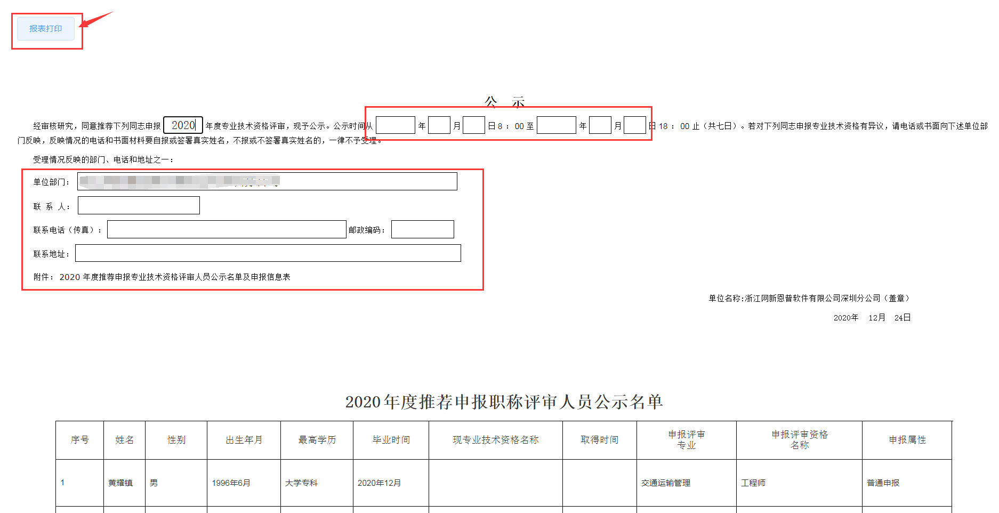 报表打印
公 示
经审核研究，同意推荐下列同志申报 2020 年度专业技术资格评审，现予公示。公示时间从 年 月 日 8 ： 00 至 年 月 日 18 ： 00 止（共七日）。若对下列同志申报专业技术资格有异议，请电话或书面向下述单位部
门反映，反映情况的电话和书面材料要自报或签署真实姓名，不报或不签署真实姓名的，一律不予受理。
受理情况反映的部门、电话和地址之一：
单位部门：
联 系 人：
联系电话（传真）： 邮政编码：
联系地址：
附件： 2020 年度推荐申报专业技术资格评审人员公示名单及申报信息表
单位名称:浙江网新恩普软件有限公司深圳分公司（盖章）
2020年 12月 24日
2020年度推荐申报职称评审人员公示名单
序号 姓名 性别 出生年月 最高学历 毕业时间 现专业技术资格名称 取得时间 申报评审专业 申报评审资格名称 申报属性
1 黄耀镇 男 1996年6月 大学专科 2020年12月 交通运输管理 工程师 普通申报